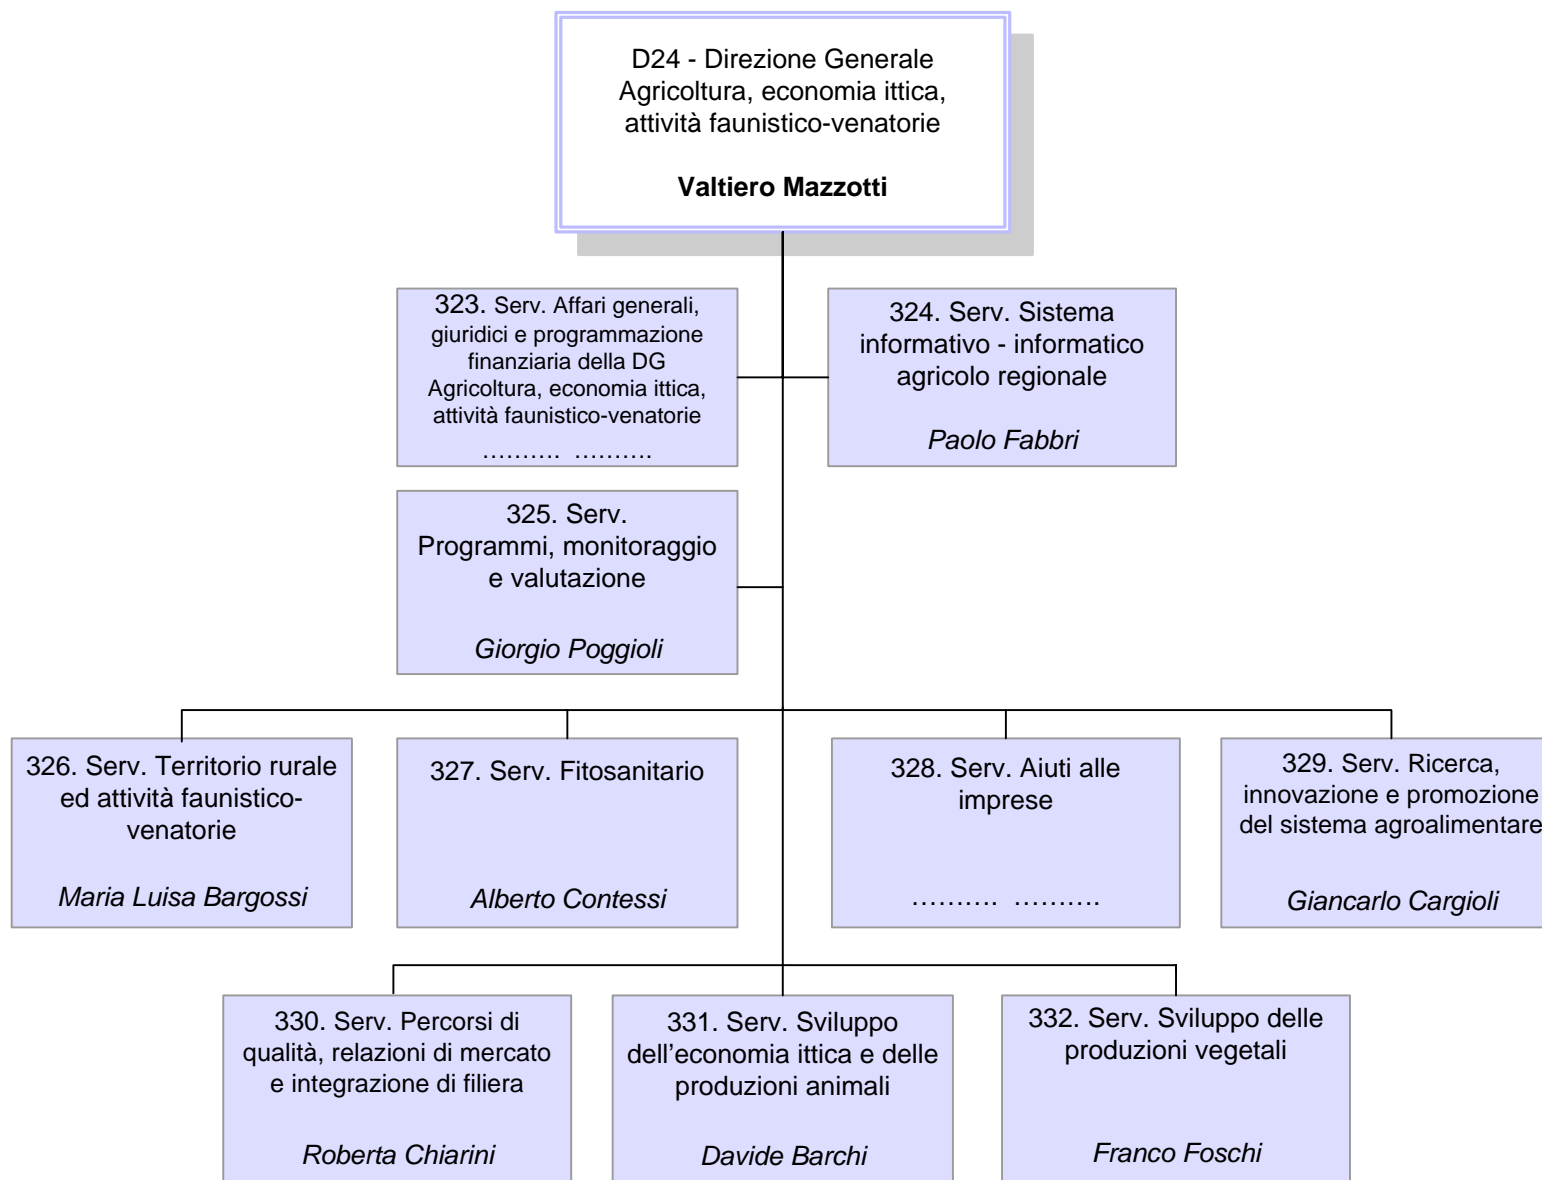 D24 - Direzione Generale
Agricoltura, economia ittica,
attività faunistico-venatorie
Valtiero Mazzotti
323. Serv. Affari generali,
giuridici e programmazione
finanziaria della DG
Agricoltura, economia ittica,
attività faunistico-venatorie
………. ……….
324. Serv. Sistema
informativo - informatico
agricolo regionale
Paolo Fabbri
325. Serv.
Programmi, monitoraggio
e valutazione
Giorgio Poggioli
326. Serv. Territorio rurale
ed attività faunistico-
venatorie
Maria Luisa Bargossi
327. Serv. Fitosanitario
Alberto Contessi
328. Serv. Aiuti alle
imprese
………. ……….
329. Serv. Ricerca,
innovazione e promozione
del sistema agroalimentare
Giancarlo Cargioli
330. Serv. Percorsi di
qualità, relazioni di mercato
e integrazione di filiera
Roberta Chiarini
331. Serv. Sviluppo
dell’economia ittica e delle
produzioni animali
Davide Barchi
332. Serv. Sviluppo delle
produzioni vegetali
Franco Foschi